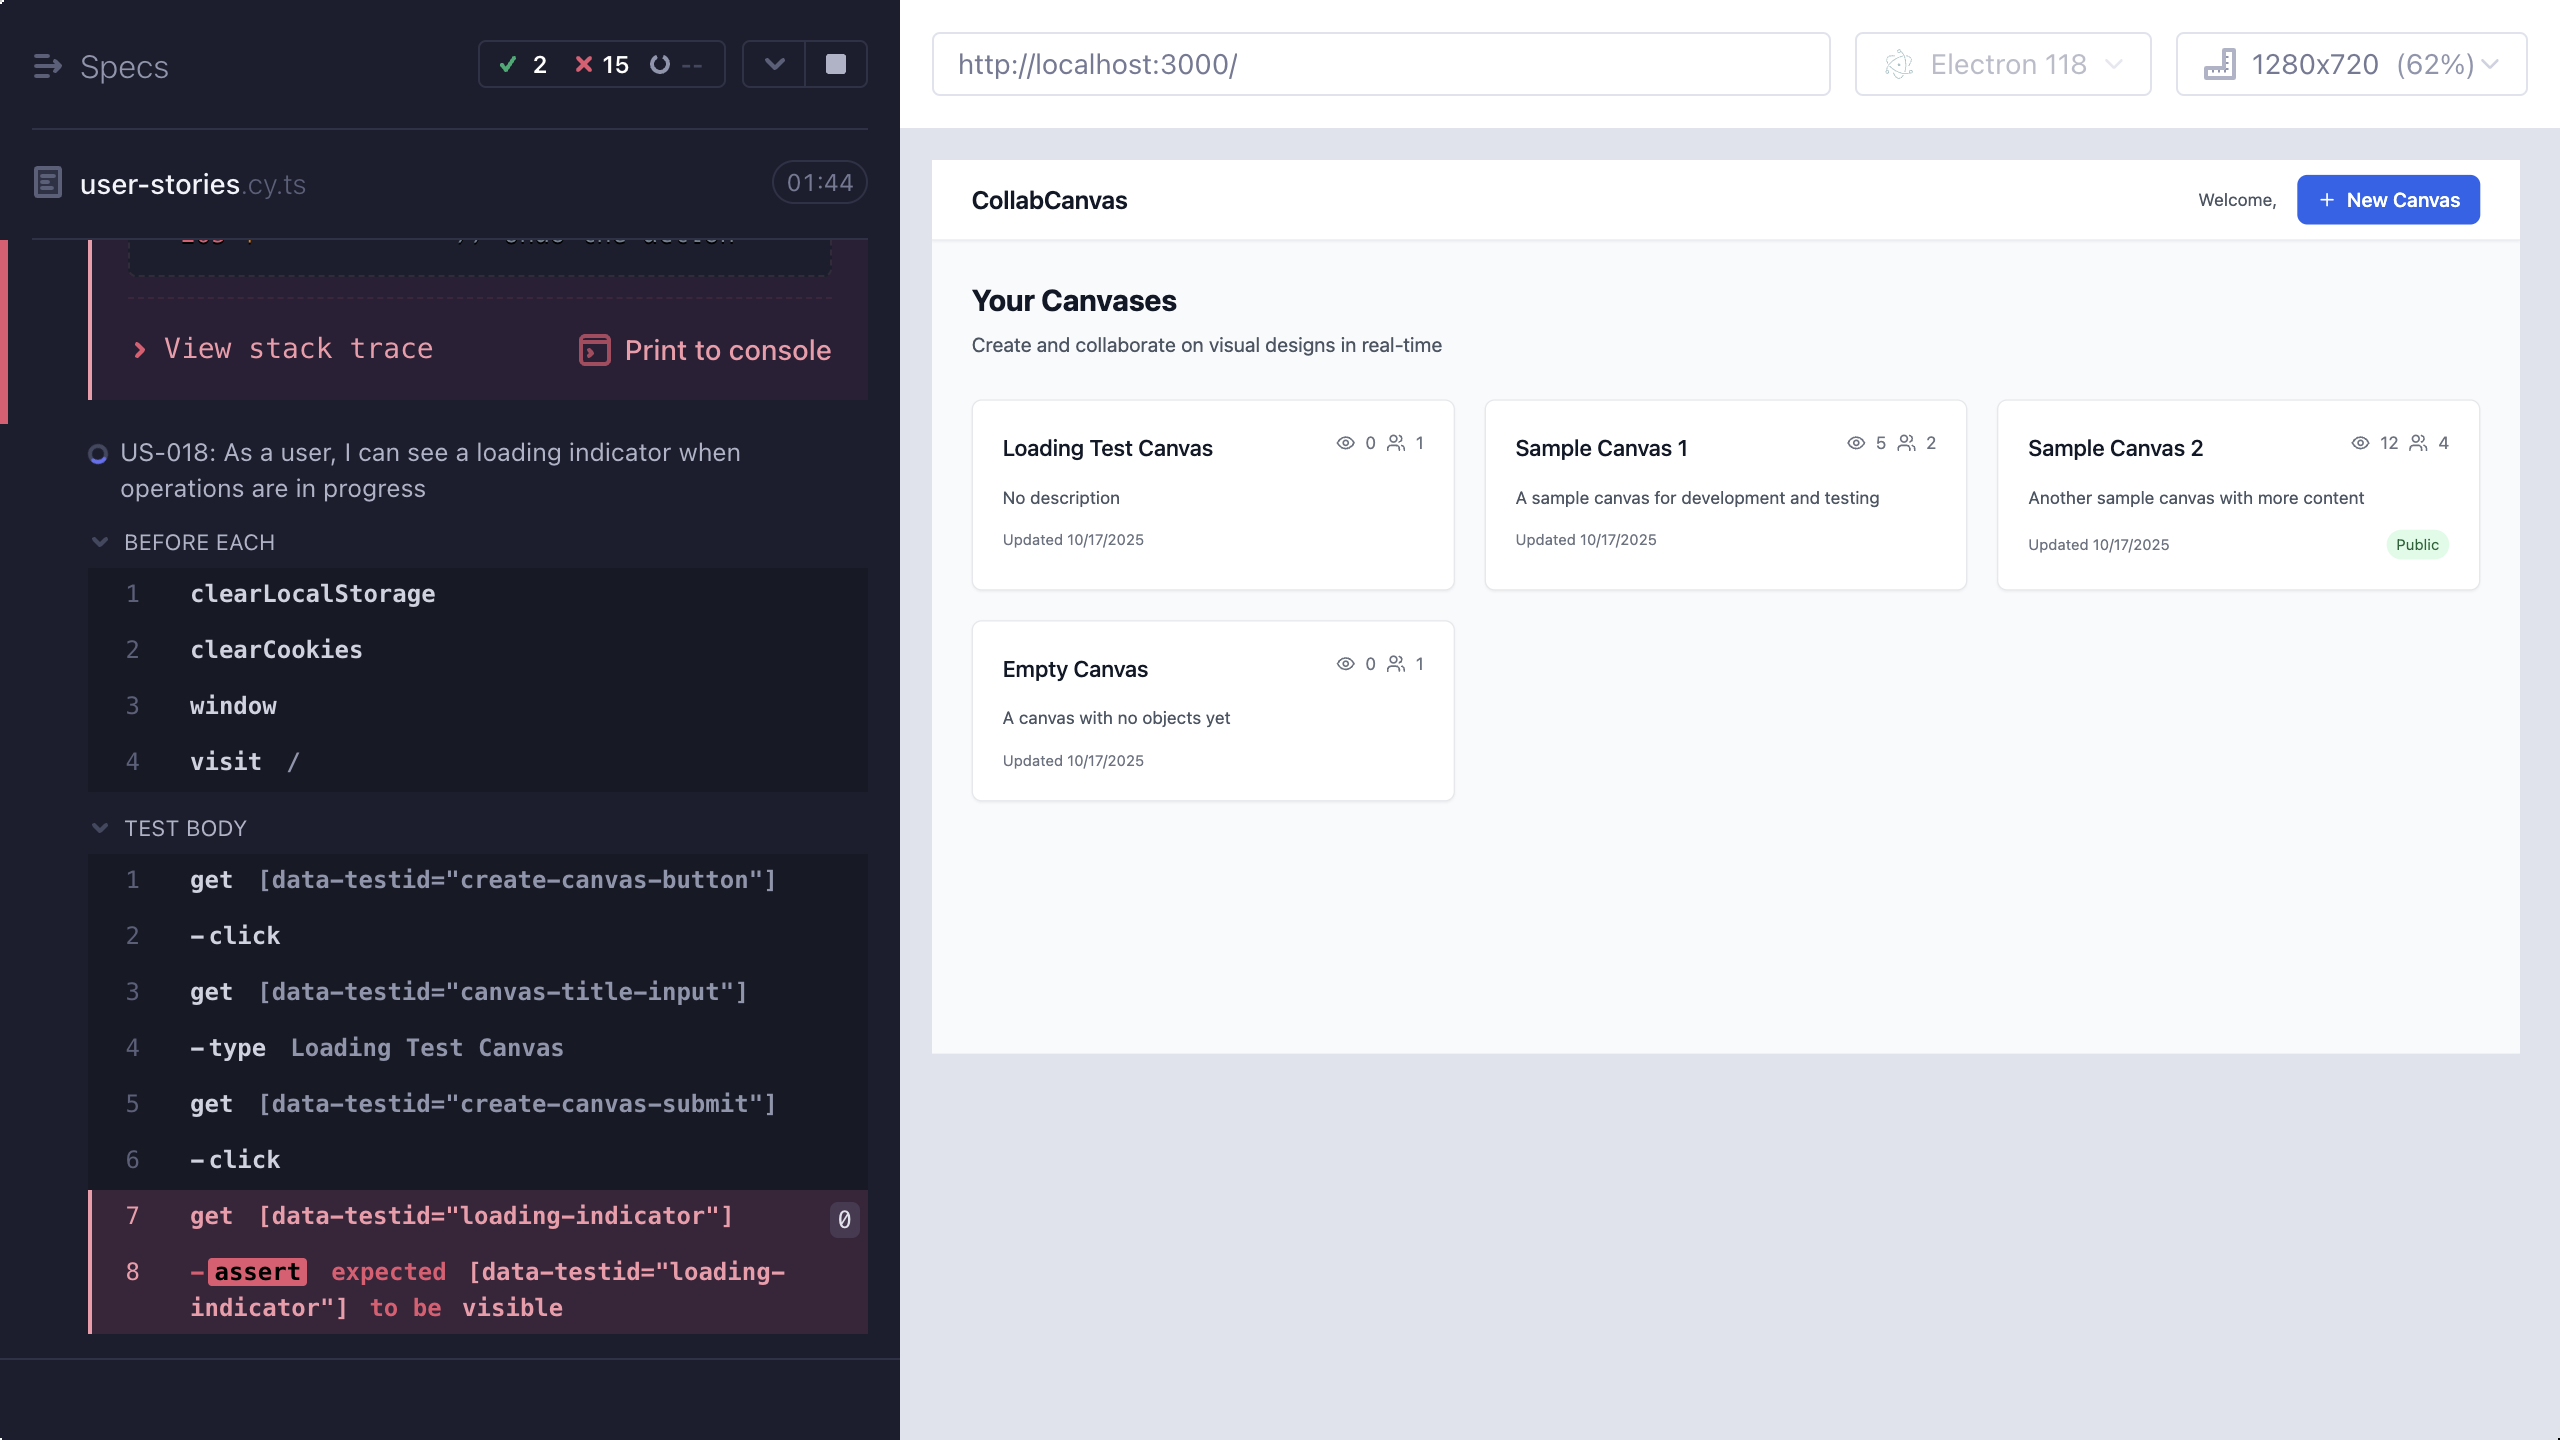 Specs
2
15
--
user-stories.cy.ts
01:44
View stack trace
Print to console
US-018: As a user, I can see a loading indicator when
operations are in progress
BEFORE EACH
1 clearLocalStorage
2 clearCookies
3 window
4 visit /
TEST BODY
1 get [data-testid="create-canvas-button"]
2 -click
3 get [data-testid="canvas-title-input"]
4 -type Loading Test Canvas
5 get [data-testid="create-canvas-submit"]
6 -click
7 get [data-testid="loading-indicator"] 0
8 -assert expected [data-testid="loading-
indicator"] to be visible
http://localhost:3000/
Electron 118
1280x720 (62%)
CollabCanvas
Welcome,
+ New Canvas
Your Canvases
Create and collaborate on visual designs in real-time
Loading Test Canvas
0 1
No description
Updated 10/17/2025
Sample Canvas 1
5 2
A sample canvas for development and testing
Updated 10/17/2025
Sample Canvas 2
12 4
Another sample canvas with more content
Updated 10/17/2025
Public
Empty Canvas
0 1
A canvas with no objects yet
Updated 10/17/2025